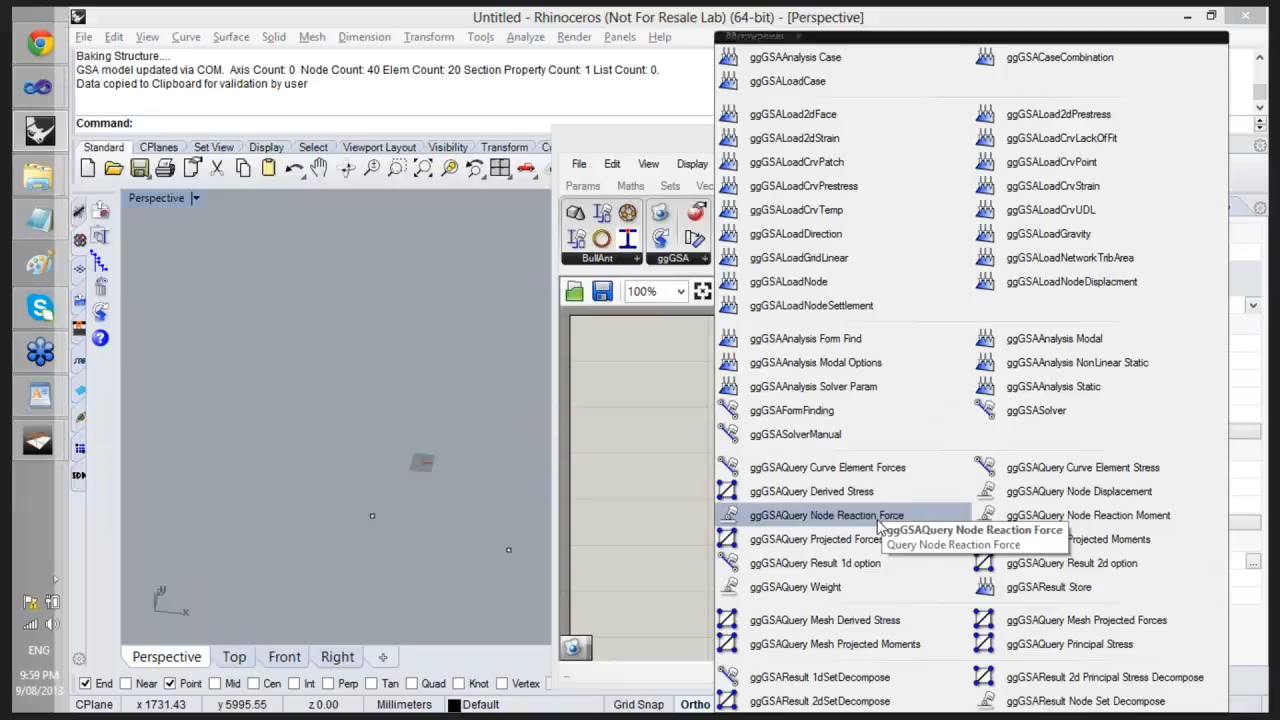 Untitled - Rhinoceros (Not For Resale Lab) (64-bit) - [Perspective]
File Edit View Curve Surface Solid Mesh Dimension Transform Tools Analyze Render Panels Help
Baking Structure....
GSA model updated via COM. Axis Count: 0 Node Count: 40 Elem Count: 20 Section Property Count: 1 List Count: 0.
Data copied to Clipboard for validation by user
Command:
Standard CPlanes Set View Display Select Viewport Layout Visibility Transform
Perspective
File Edit View Display
Params Maths Sets Vec
BullAnt + ggGSA +
100%
ggGSAAnalysis Case ggGSACaseCombination
ggGSALoadCase
ggGSALoad2dFace ggGSALoad2dPrestress
ggGSALoad2dStrain ggGSALoadCrvLackOfFit
ggGSALoadCrvPatch ggGSALoadCrvPoint
ggGSALoadCrvPrestress ggGSALoadCrvStrain
ggGSALoadCrvTemp ggGSALoadCrvUDL
ggGSALoadDirection ggGSALoadGravity
ggGSALoadGridLinear ggGSALoadNetworkTribArea
ggGSALoadNode ggGSALoadNodeDisplacment
ggGSALoadNodeSettlement
ggGSAAnalysis Form Find ggGSAAnalysis Modal
ggGSAAnalysis Modal Options ggGSAAnalysis NonLinear Static
ggGSAAnalysis Solver Param ggGSAAnalysis Static
ggGSAFormFinding ggGSASolver
ggGSASolverManual
ggGSAQuery Curve Element Forces ggGSAQuery Curve Element Stress
ggGSAQuery Derived Stress ggGSAQuery Node Displacement
ggGSAQuery Node Reaction Force ggGSAQuery Node Reaction Moment
ggGSAQuery Node Reaction Force
ggGSAQuery Projected Forces Projected Moments
Query Node Reaction Force
ggGSAQuery Result 1d option ggGSAQuery Result 2d option
ggGSAQuery Weight ggGSAResult Store
ggGSAQuery Mesh Derived Stress ggGSAQuery Mesh Projected Forces
ggGSAQuery Mesh Projected Moments ggGSAQuery Principal Stress
ggGSAResult 1dSetDecompose ggGSAResult 2d Principal Stress Decompose
ggGSAResult 2dSetDecompose ggGSAResult Node Set Decompose
y
x
Perspective Top Front Right
End Near Point Mid Int Perp Tan Quad Knot Vertex
CPlane x 1731.43 y 5995.55 z 0.00 Millimeters Default Grid Snap Ortho
ENG
9:59 PM
9/08/2013